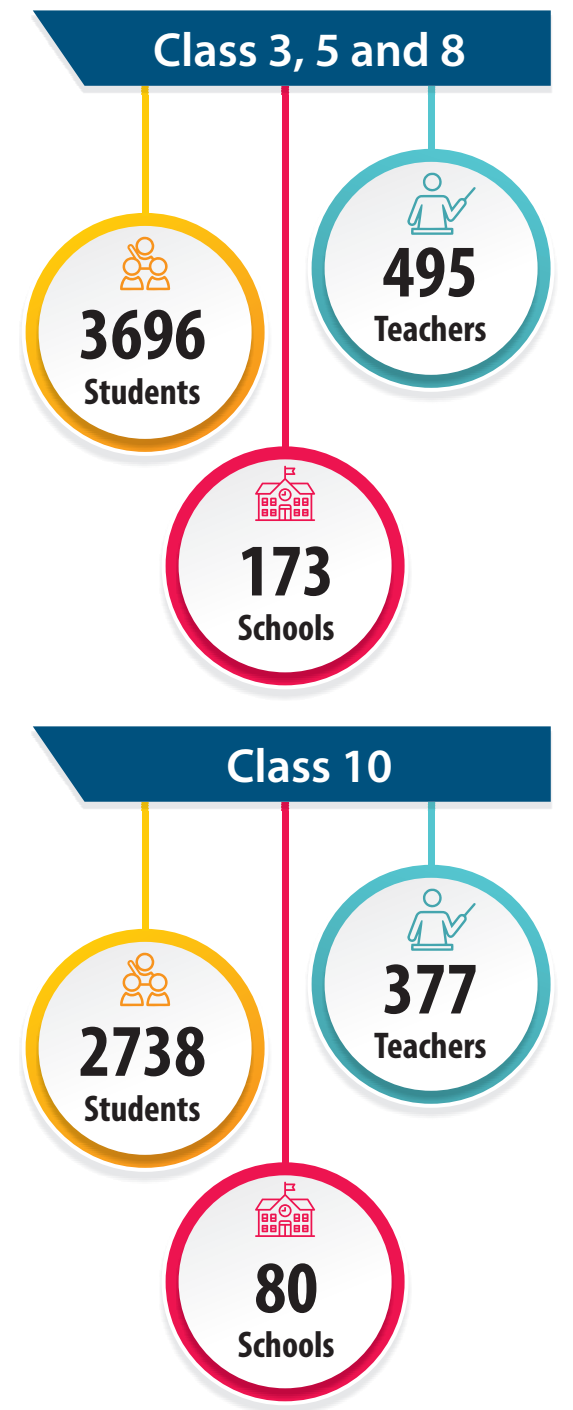 Class 3, 5 and 8
3696
Students
495
Teachers
173
Schools
Class 10
2738
Students
377
Teachers
80
Schools